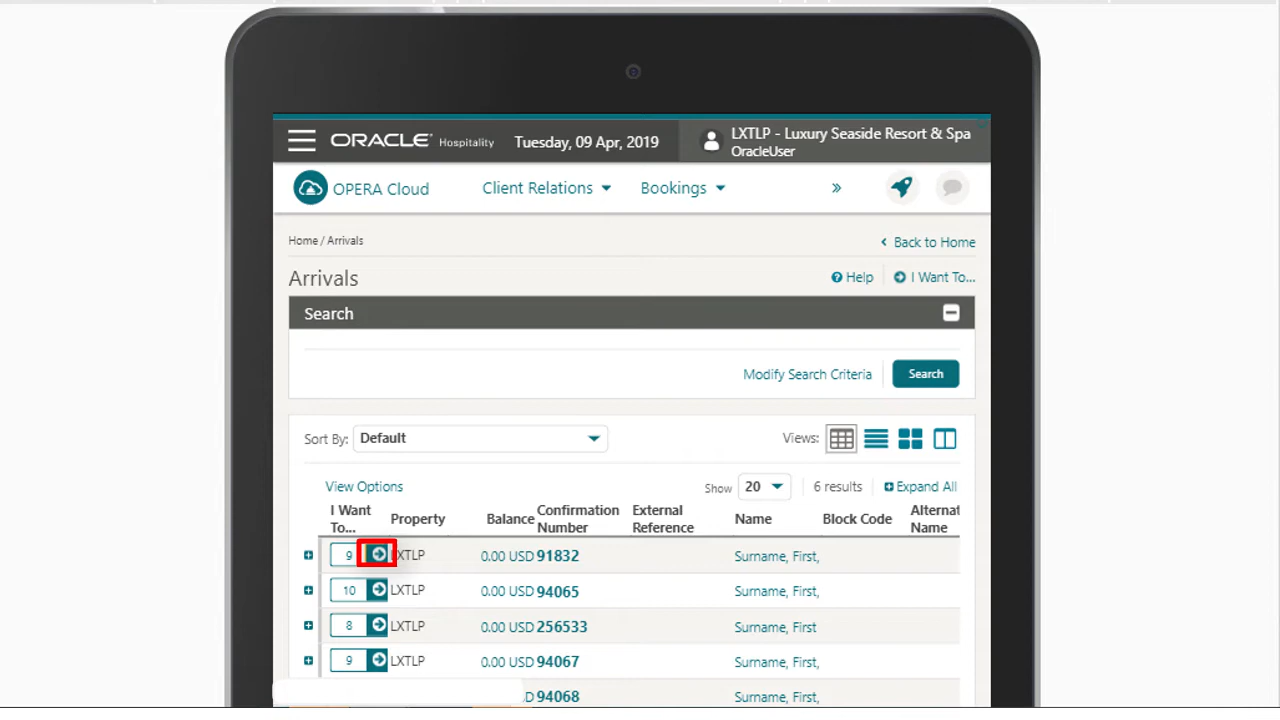 ORACLE Hospitality Tuesday, 09 Apr, 2019 LXTLP - Luxury Seaside Resort & Spa
OracleUser
OPERA Cloud Client Relations Bookings »
Home / Arrivals Back to Home
Arrivals Help I Want To...
Search
Modify Search Criteria Search
Sort By: Default Views:
View Options Show 20 6 results Expand All
I Want To... Property Balance Confirmation Number External Reference Name Block Code Alternat Name
9 LXTLP 0.00 USD 91832 Surname, First,
10 LXTLP 0.00 USD 94065 Surname, First,
8 LXTLP 0.00 USD 256533 Surname, First
9 LXTLP 0.00 USD 94067 Surname, First,
D 94068 Surname, First,